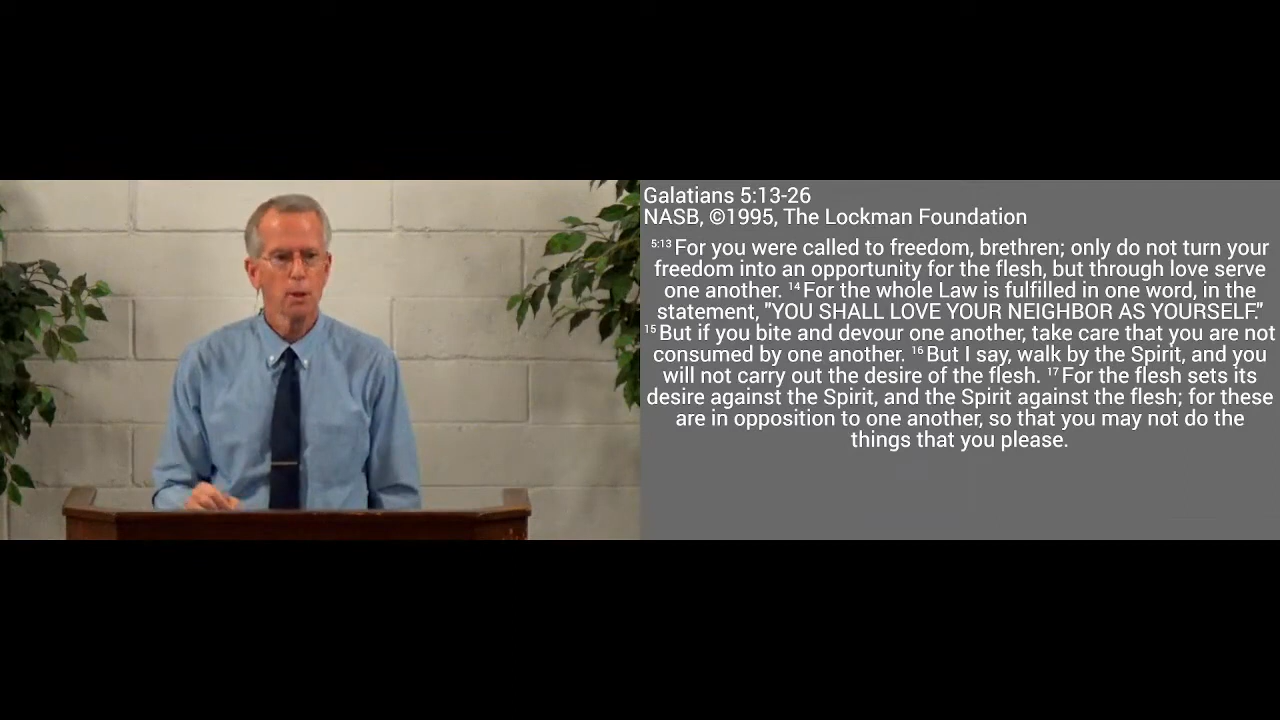 Galatians 5:13-26
NASB, ©1995, The Lockman Foundation
5:13 For you were called to freedom, brethren; only do not turn your
freedom into an opportunity for the flesh, but through love serve
one another. 14 For the whole Law is fulfilled in one word, in the
statement, "YOU SHALL LOVE YOUR NEIGHBOR AS YOURSELF."
15 But if you bite and devour one another, take care that you are not
consumed by one another. 16 But I say, walk by the Spirit, and you
will not carry out the desire of the flesh. 17 For the flesh sets its
desire against the Spirit, and the Spirit against the flesh; for these
are in opposition to one another, so that you may not do the
things that you please.